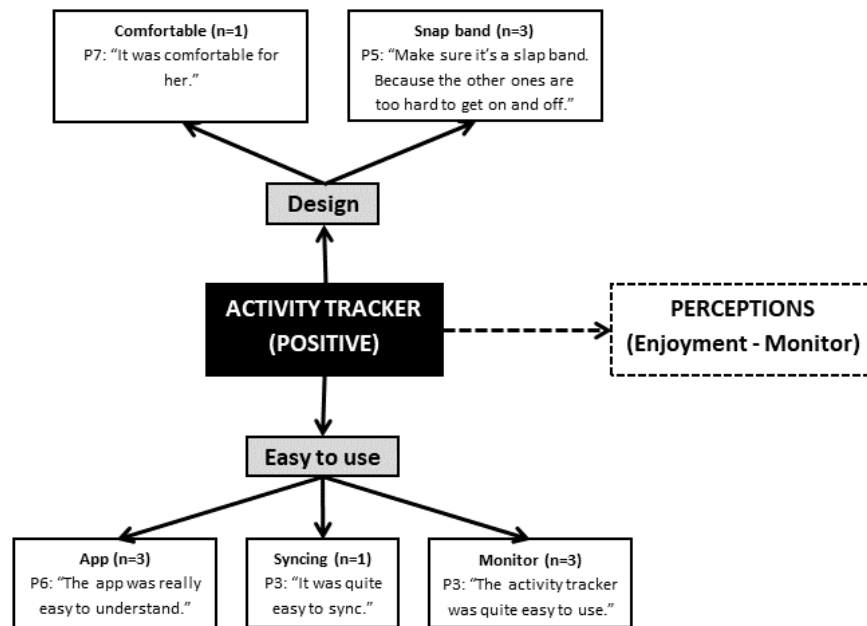 Comfortable (n=1)
P7: “It was comfortable for
her.”
Snap band (n=3)
P5: “Make sure it’s a slap band.
Because the other ones are
too hard to get on and off.”
Design
ACTIVITY TRACKER
(POSITIVE)
PERCEPTIONS
(Enjoyment - Monitor)
Easy to use
App (n=3)
P6: “The app was really
easy to understand.”
Syncing (n=1)
P3: “It was quite
easy to sync.”
Monitor (n=3)
P3: “The activity tracker
was quite easy to use.”